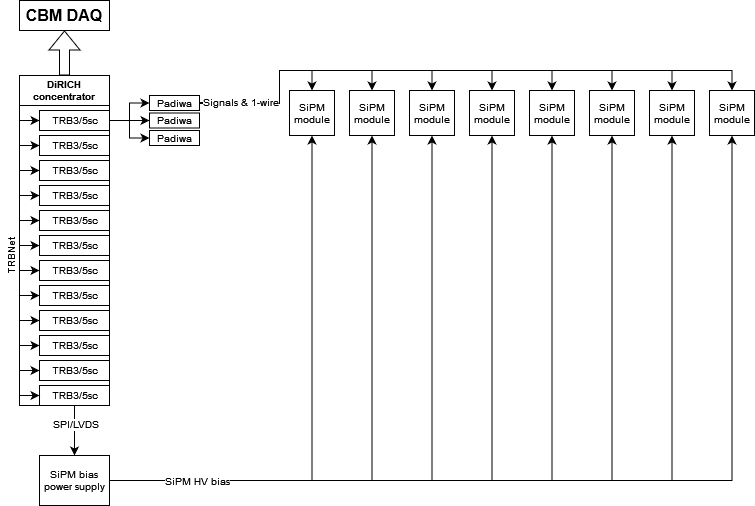 CBM DAQ
DiRICH
concentrator
TRB3/5sc
TRB3/5sc
TRB3/5sc
TRB3/5sc
TRB3/5sc
TRB3/5sc
TRB3/5sc
TRB3/5sc
TRB3/5sc
TRB3/5sc
TRB3/5sc
TRB3/5sc
TRBNet
Padiwa
Padiwa
Padiwa
Signals & 1-wire
SiPM
module
SiPM
module
SiPM
module
SiPM
module
SiPM
module
SiPM
module
SiPM
module
SiPM
module
SPI/LVDS
SiPM bias
power supply
SiPM HV bias